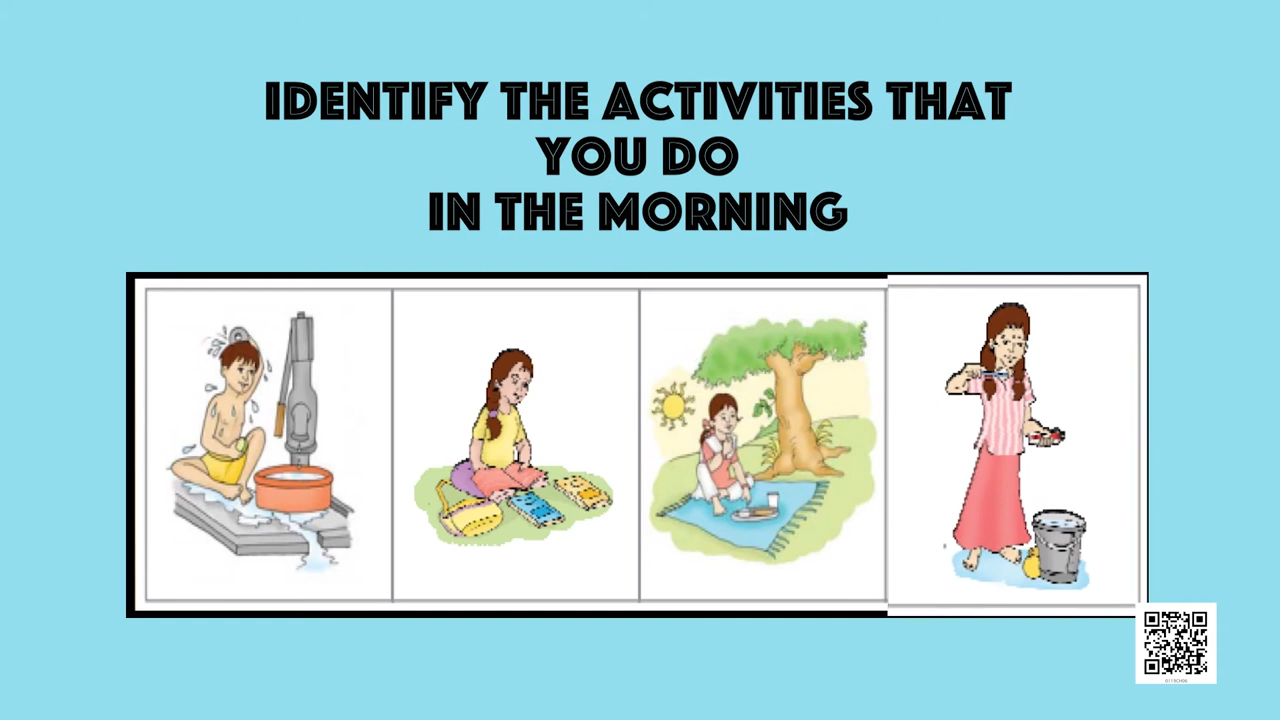 IDENTIFY THE ACTIVITIES THAT
YOU DO
IN THE MORNING